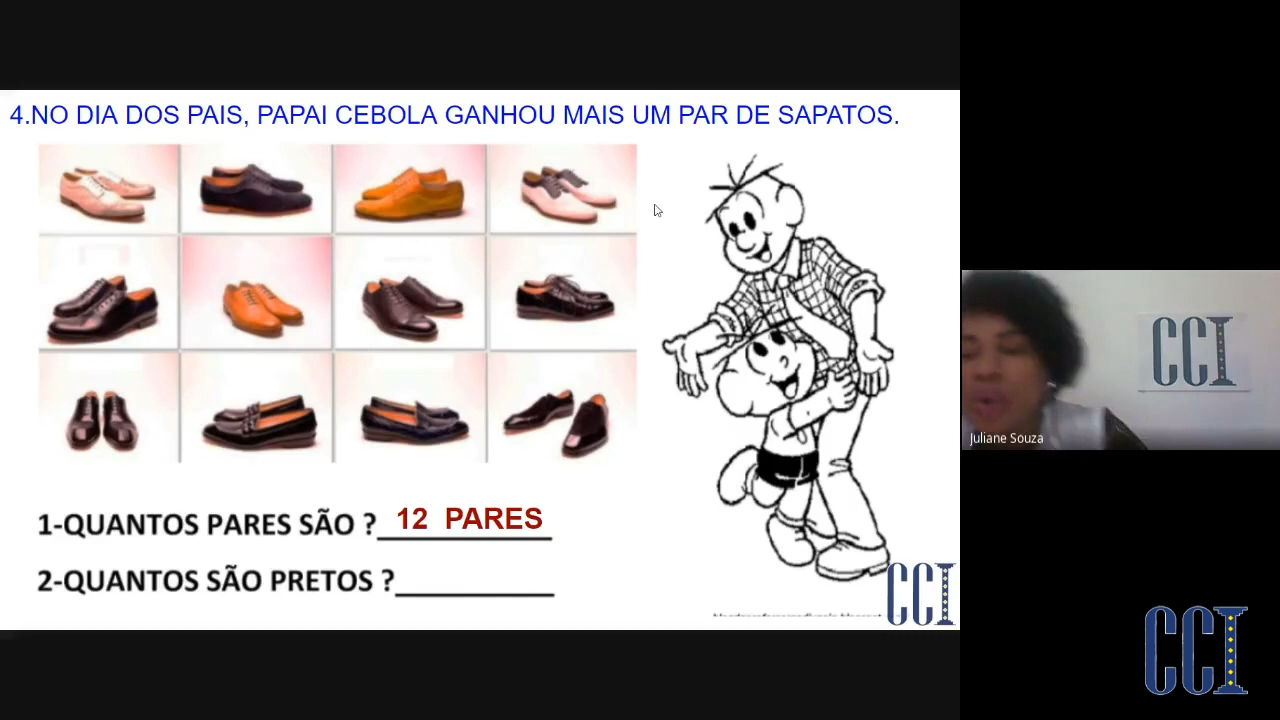 4.NO DIA DOS PAIS, PAPAI CEBOLA GANHOU MAIS UM PAR DE SAPATOS.
1-QUANTOS PARES SÃO ?12 PARES
2-QUANTOS SÃO PRETOS ?__________
CCI
CCI
Juliane Souza
CCI